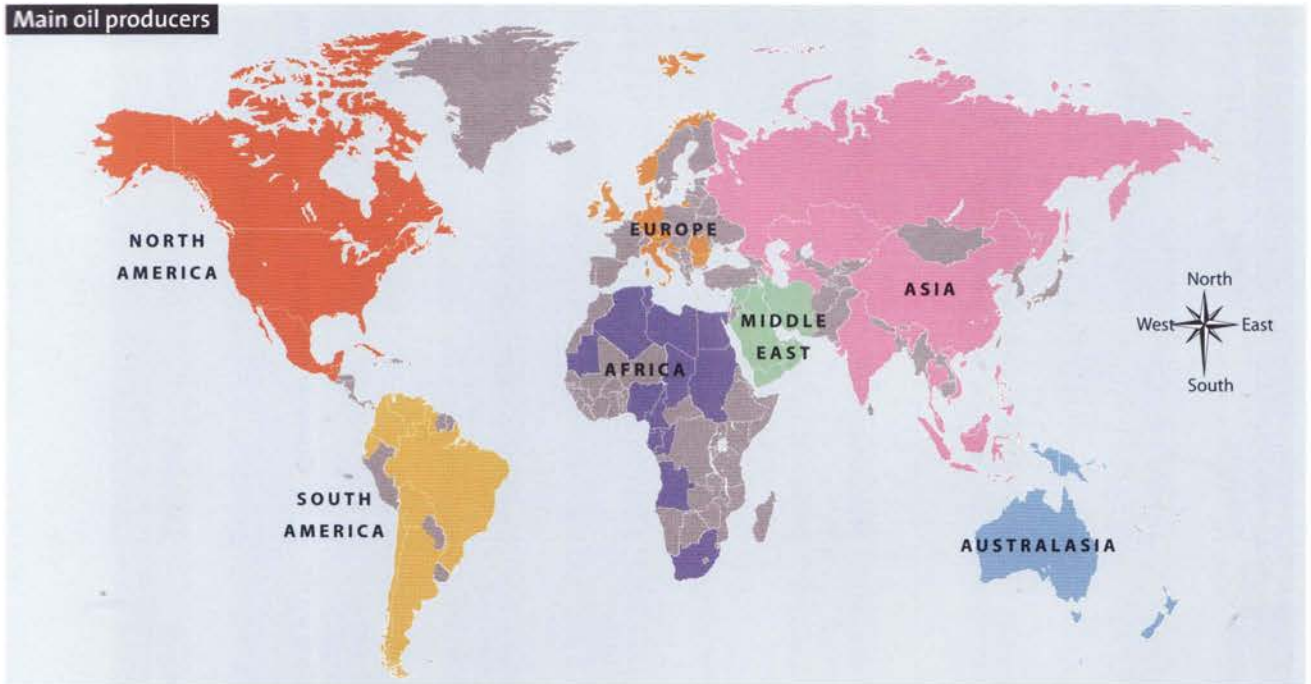 Main oil producers
NORTH
AMERICA
EUROPE
ASIA
MIDDLE
EAST
AFRICA
North
West
East
South
SOUTH
AMERICA
AUSTRALASIA